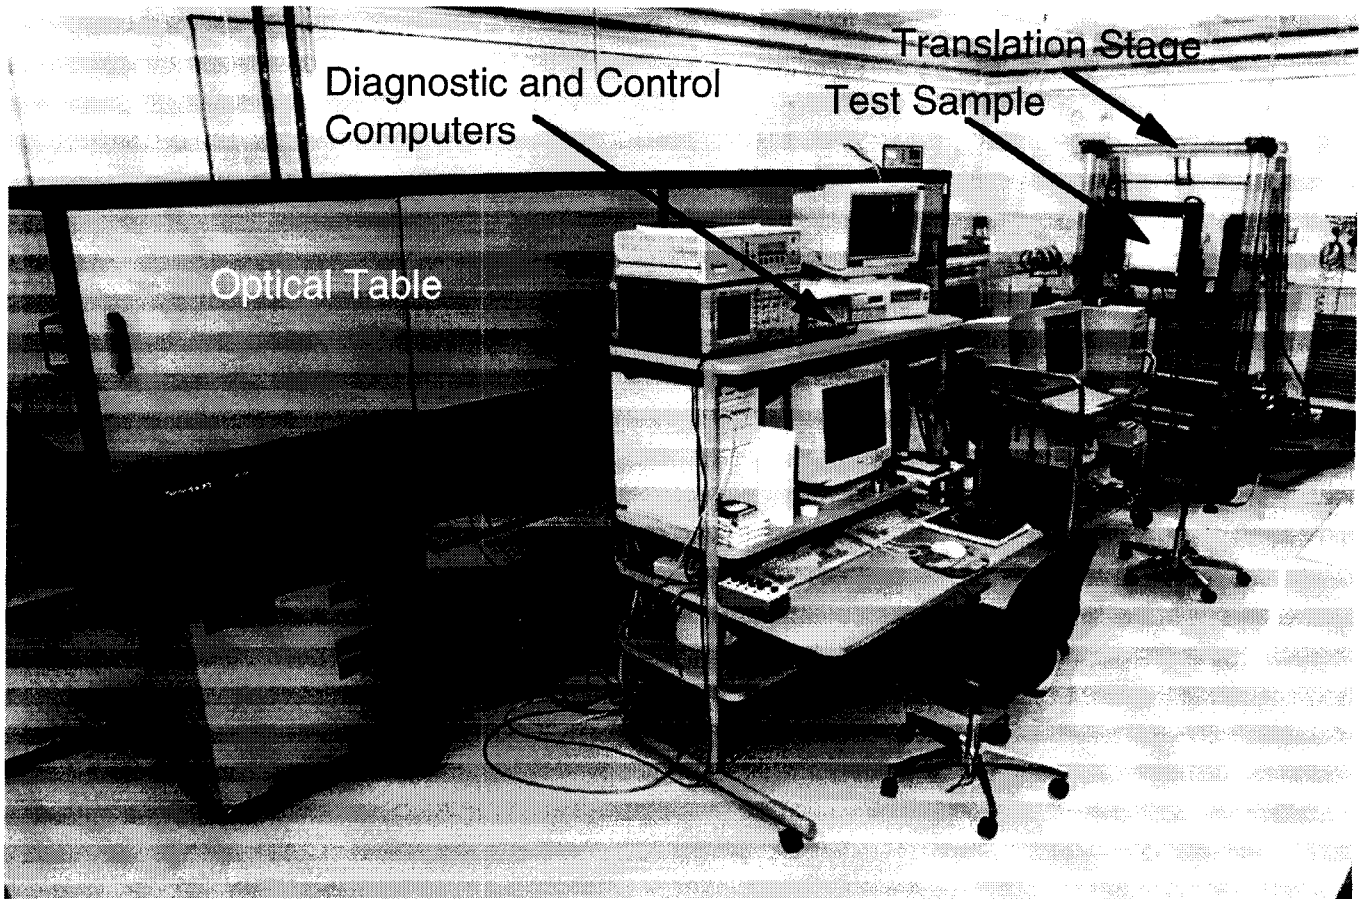 Translation Stage
Diagnostic and Control
Computers
Test Sample
Optical Table